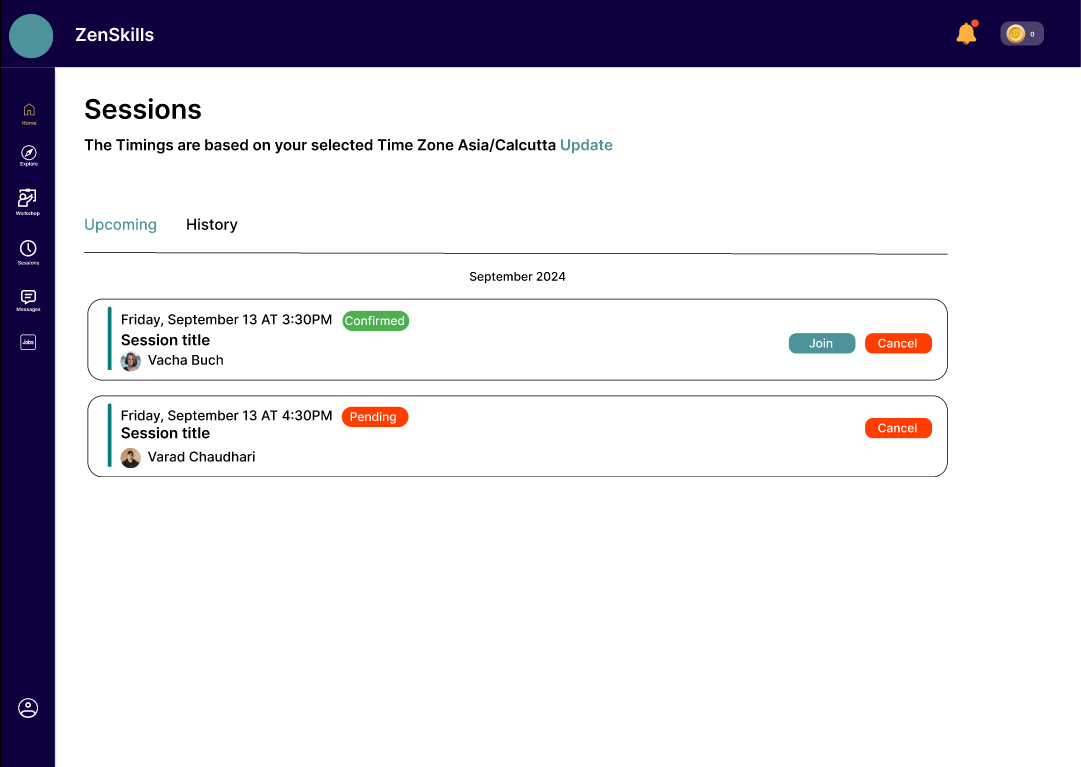 ZenSkills
0
Home
Explore
Workshop
Sessions
Messages
Jobs
Sessions
The Timings are based on your selected Time Zone Asia/Calcutta Update
Upcoming History
September 2024
Friday, September 13 AT 3:30PM Confirmed
Session title
Vacha Buch
Join Cancel
Friday, September 13 AT 4:30PM Pending
Session title
Varad Chaudhari
Cancel